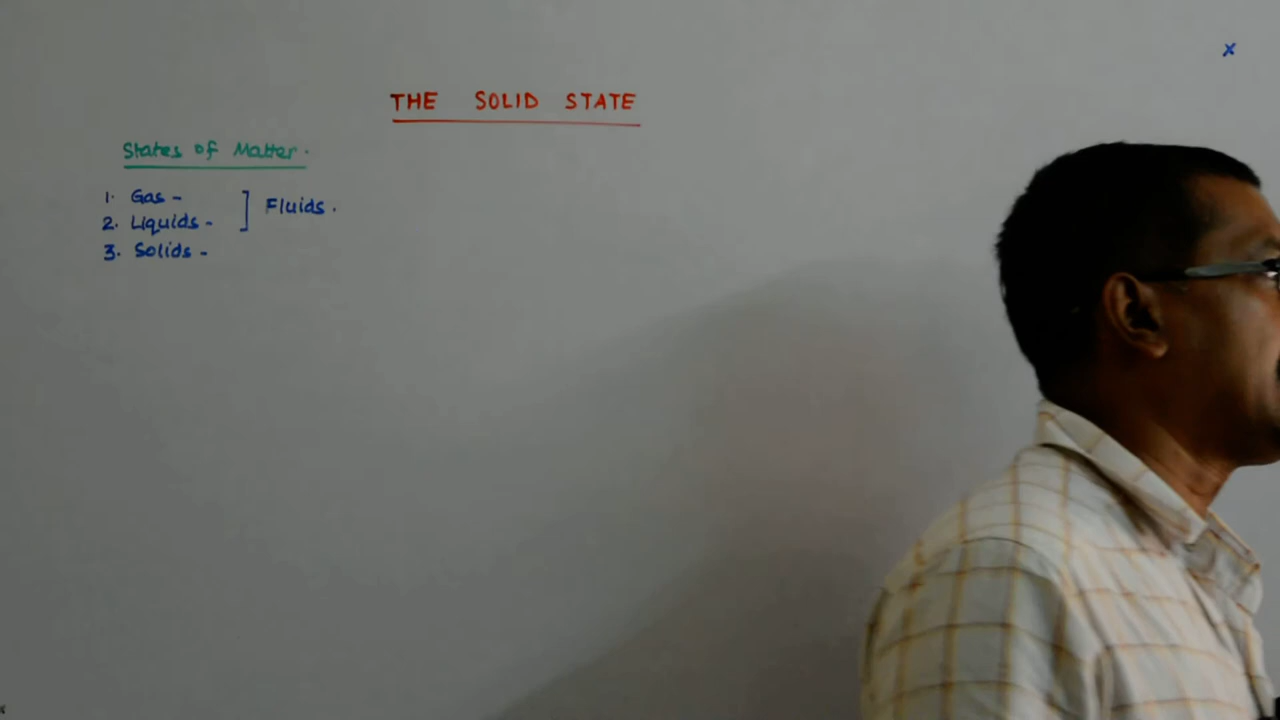 x
THE SOLID STATE
States of Matter.
1. Gas -
2. Liquids - ] Fluids.
3. Solids -